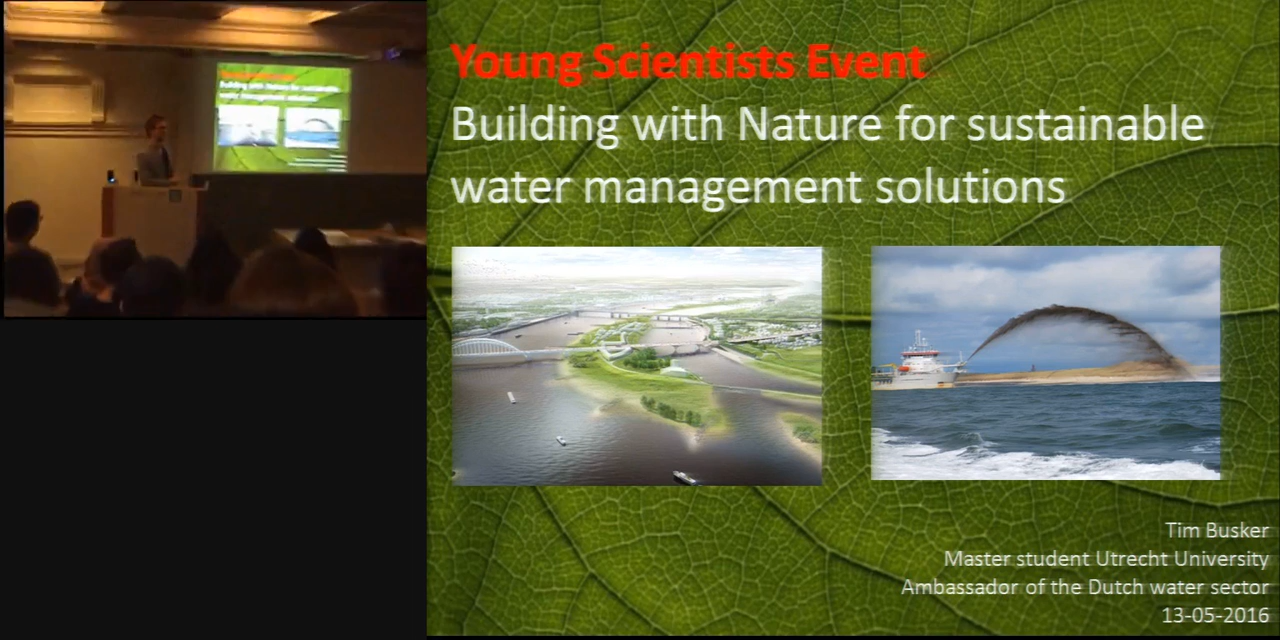 Young Scientists Event
Building with Nature for sustainable
water management solutions
Tim Busker
Master student Utrecht University
Ambassador of the Dutch water sector
13-05-2016